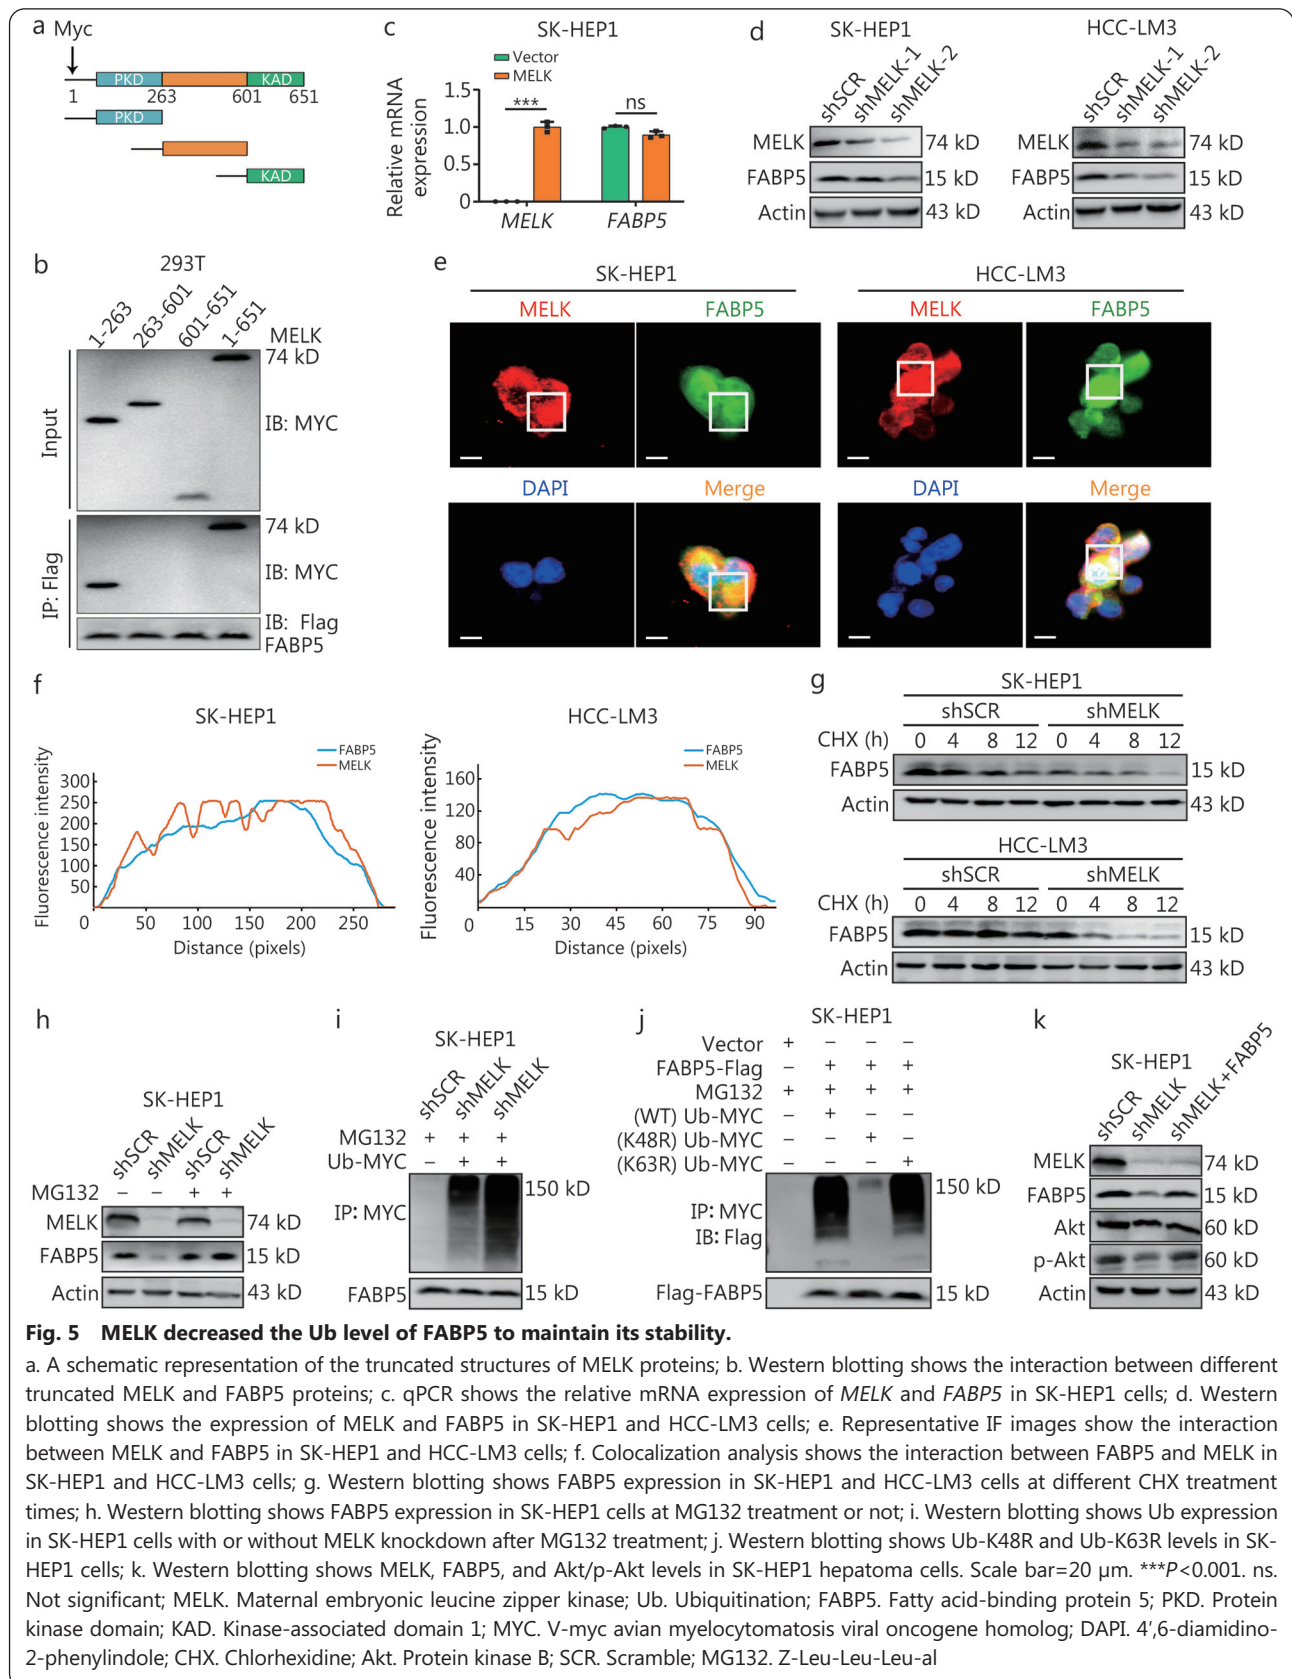 a
Myc
PKD
KAD
1
263
601
651
PKD
KAD
b
293T
1-263
263-601
601-651
1-651
MELK
74 kD
Input
IB: MYC
74 kD
IP: Flag
IB: MYC
IB: Flag
FABP5
c
SK-HEP1
Vector
MELK
Relative mRNA
expression
1.5
1.0
0.5
0
***
ns
MELK
FABP5
d
SK-HEP1
HCC-LM3
shSCR
shMELK-1
shMELK-2
shSCR
shMELK-1
shMELK-2
MELK 74 kD MELK 74 kD
FABP5 15 kD FABP5 15 kD
Actin 43 kD Actin 43 kD
e
SK-HEP1
HCC-LM3
MELK FABP5 MELK FABP5
DAPI Merge DAPI Merge
f
SK-HEP1
FABP5
MELK
Fluorescence intensity
300
250
200
150
100
50
0 50 100 150 200 250
Distance (pixels)
HCC-LM3
FABP5
MELK
Fluorescence intensity
160
120
80
40
0 15 30 45 60 75 90
Distance (pixels)
g
SK-HEP1
shSCR shMELK
CHX (h) 0 4 8 12 0 4 8 12
FABP5 15 kD
Actin 43 kD
HCC-LM3
shSCR shMELK
CHX (h) 0 4 8 12 0 4 8 12
FABP5 15 kD
Actin 43 kD
h
SK-HEP1
shSCR
shMELK
shSCR
shMELK
MG132 – – + +
MELK 74 kD
FABP5 15 kD
Actin 43 kD
i
SK-HEP1
shSCR
shMELK
shMELK
MG132 + + +
Ub-MYC – + +
150 kD
IP: MYC
FABP5 15 kD
j
SK-HEP1
Vector + – – –
FABP5-Flag – + + +
MG132 + + + +
(WT) Ub-MYC – + – –
(K48R) Ub-MYC – – + –
(K63R) Ub-MYC – – – +
150 kD
IP: MYC
IB: Flag
Flag-FABP5 15 kD
k
SK-HEP1
shSCR
shMELK
shMELK+FABP5
MELK 74 kD
FABP5 15 kD
Akt 60 kD
p-Akt 60 kD
Actin 43 kD
Fig. 5 MELK decreased the Ub level of FABP5 to maintain its stability.
a. A schematic representation of the truncated structures of MELK proteins; b. Western blotting shows the interaction between different
truncated MELK and FABP5 proteins; c. qPCR shows the relative mRNA expression of MELK and FABP5 in SK-HEP1 cells; d. Western
blotting shows the expression of MELK and FABP5 in SK-HEP1 and HCC-LM3 cells; e. Representative IF images show the interaction
between MELK and FABP5 in SK-HEP1 and HCC-LM3 cells; f. Colocalization analysis shows the interaction between FABP5 and MELK in
SK-HEP1 and HCC-LM3 cells; g. Western blotting shows FABP5 expression in SK-HEP1 and HCC-LM3 cells at different CHX treatment
times; h. Western blotting shows FABP5 expression in SK-HEP1 cells at MG132 treatment or not; i. Western blotting shows Ub expression
in SK-HEP1 cells with or without MELK knockdown after MG132 treatment; j. Western blotting shows Ub-K48R and Ub-K63R levels in SK-
HEP1 cells; k. Western blotting shows MELK, FABP5, and Akt/p-Akt levels in SK-HEP1 hepatoma cells. Scale bar=20 μm. ***P<0.001. ns.
Not significant; MELK. Maternal embryonic leucine zipper kinase; Ub. Ubiquitination; FABP5. Fatty acid-binding protein 5; PKD. Protein
kinase domain; KAD. Kinase-associated domain 1; MYC. V-myc avian myelocytomatosis viral oncogene homolog; DAPI. 4′,6-diamidino-
2-phenylindole; CHX. Chlorhexidine; Akt. Protein kinase B; SCR. Scramble; MG132. Z-Leu-Leu-Leu-al